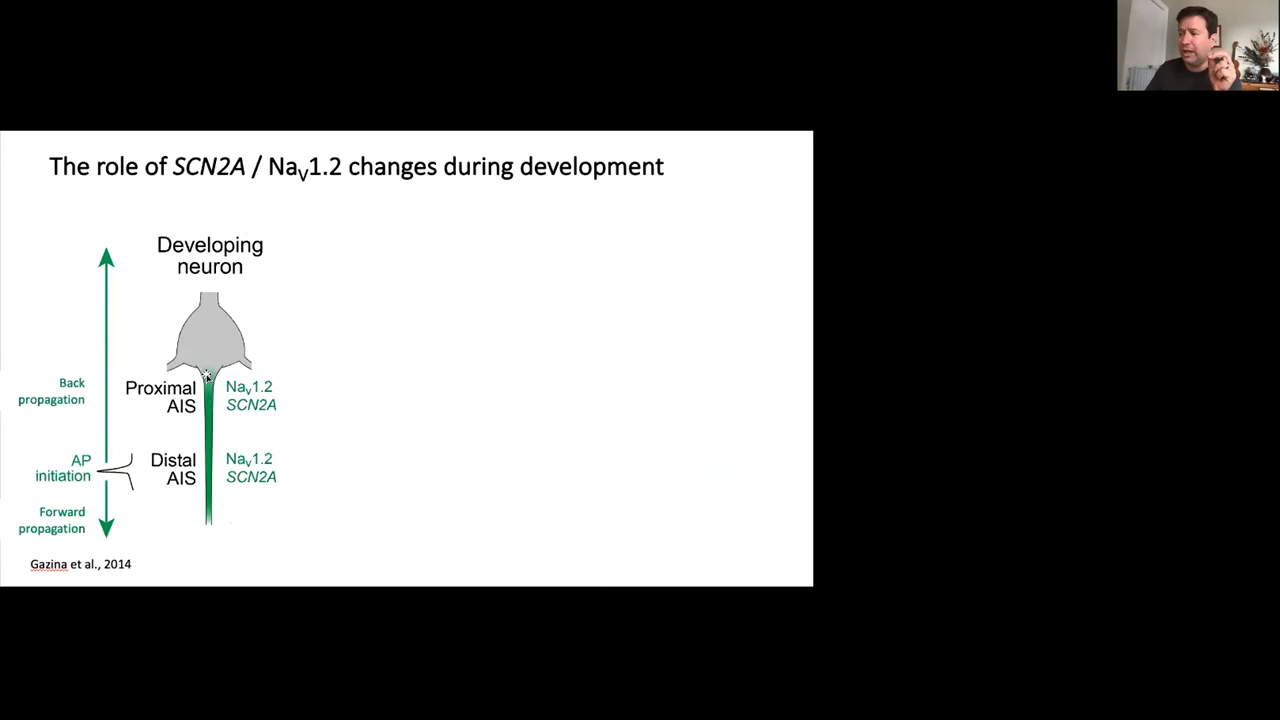 The role of SCN2A / NaV1.2 changes during development
Developing
neuron
Back
propagation
Proximal
AIS
Nav1.2
SCN2A
AP
initiation
Distal
AIS
Nav1.2
SCN2A
Forward
propagation
Gazina et al., 2014